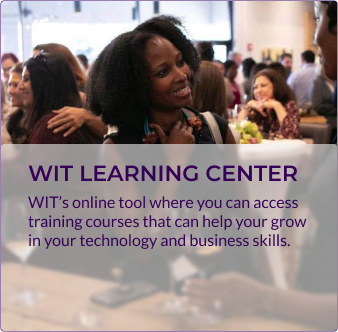 WIT LEARNING CENTER
WIT’s online tool where you can access
training courses that can help your grow
in your technology and business skills.